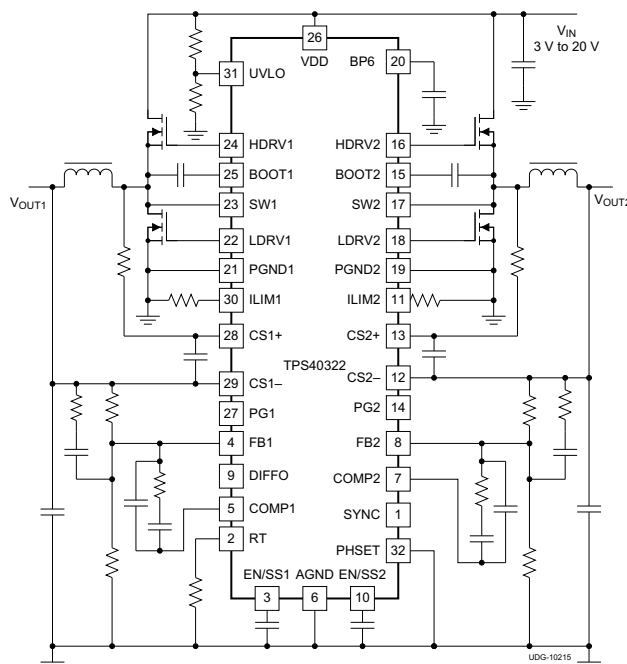 26
VDD
BP6
20
VIN
3 V to 20 V
31
UVLO
24
HDRV1
HDRV2
16
25
BOOT1
BOOT2
15
VOUT1
23
SW1
SW2
17
VOUT2
22
LDRV1
LDRV2
18
21
PGND1
PGND2
19
30
ILIM1
ILIM2
11
28
CS1+
CS2+
13
TPS40322
29
CS1–
CS2–
12
27
PG1
PG2
14
4
FB1
FB2
8
9
DIFFO
COMP2
7
5
COMP1
SYNC
1
2
RT
PHSET
32
EN/SS1
AGND
EN/SS2
3
6
10
UDG-10215